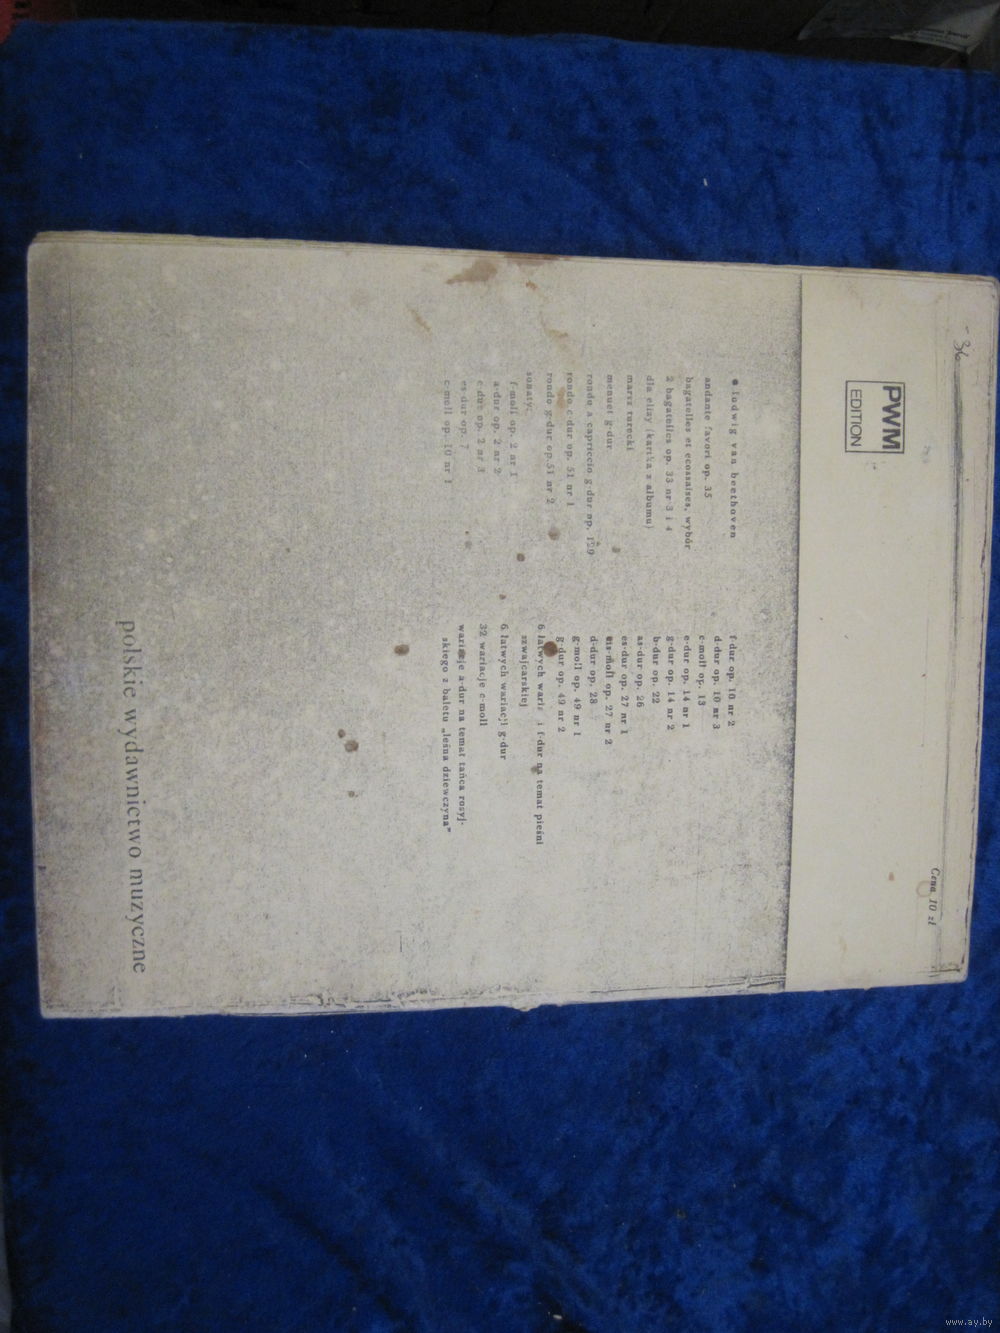 - 36
PWM
EDITION
Cena 10 zł
● ludwig van beethoven
andante favori op. 35
bagatelles et ecossaises, wybór
2 bagatelles op. 33 nr 3 i 4
dla elizy (kartka z albumu)
marsz turecki
menuet g-dur
rondo a capriccio g-dur op. 129
rondo c-dur op. 51 nr 1
rondo g-dur op. 51 nr 2
sonaty:
f-moll op. 2 nr 1
a-dur op. 2 nr 2
c-dur op. 2 nr 3
es-dur op. 7
c-moll op. 10 nr 1
f-dur op. 10 nr 2
d-dur op. 10 nr 3
c-moll op. 13
e-dur op. 14 nr 1
g-dur op. 14 nr 2
b-dur op. 22
as-dur op. 26
es-dur op. 27 nr 1
cis-moll op. 27 nr 2
d-dur op. 28
g-moll op. 49 nr 1
g-dur op. 49 nr 2
6 łatwych waria i f-dur na temat pieśni
szwajcarskiej
6 łatwych wariacji g-dur
32 wariacje c-moll
wariacje a-dur na temat tańca rosyj-
skiego z baletu „leśna dziewczyna”
polskie wydawnictwo muzyczne
www.ay.by